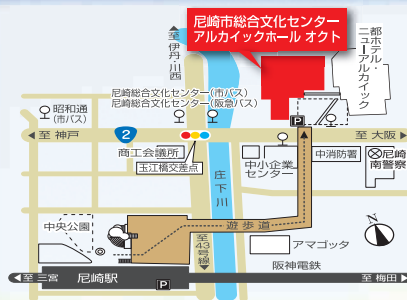 尼崎市総合文化センター
アルカイックホール オクト
都ホテル・
ニューアルカイック
至伊丹川西
尼崎総合文化センター(市バス)
尼崎総合文化センター(阪急バス)
昭和通
(市バス)
至 神戸
2
P
至 大阪
商工会議所
玉江橋交差点
庄下川
中小企業
センター
中消防署
尼崎
南警察
中央公園
至43号線
遊歩道
アマゴッタ
阪神電鉄
至 三宮
尼崎駅
P
至 梅田